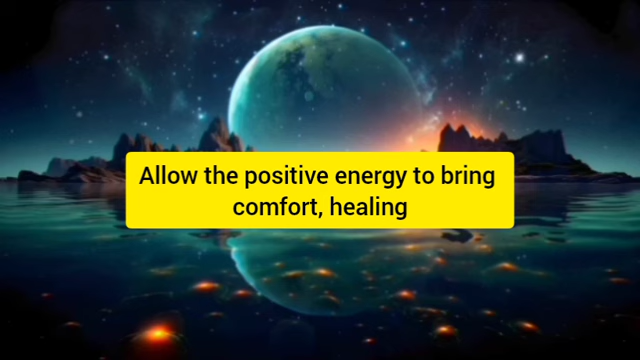 Allow the positive energy to bring
comfort, healing